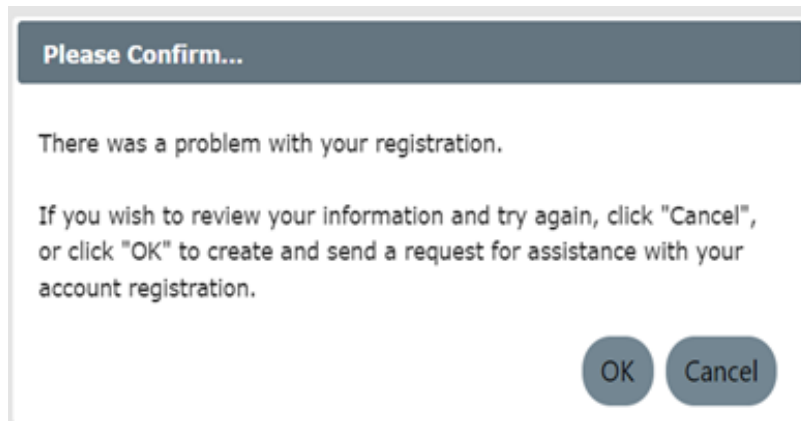 Please Confirm...
There was a problem with your registration.
If you wish to review your information and try again, click "Cancel",
or click "OK" to create and send a request for assistance with your
account registration.
OK Cancel